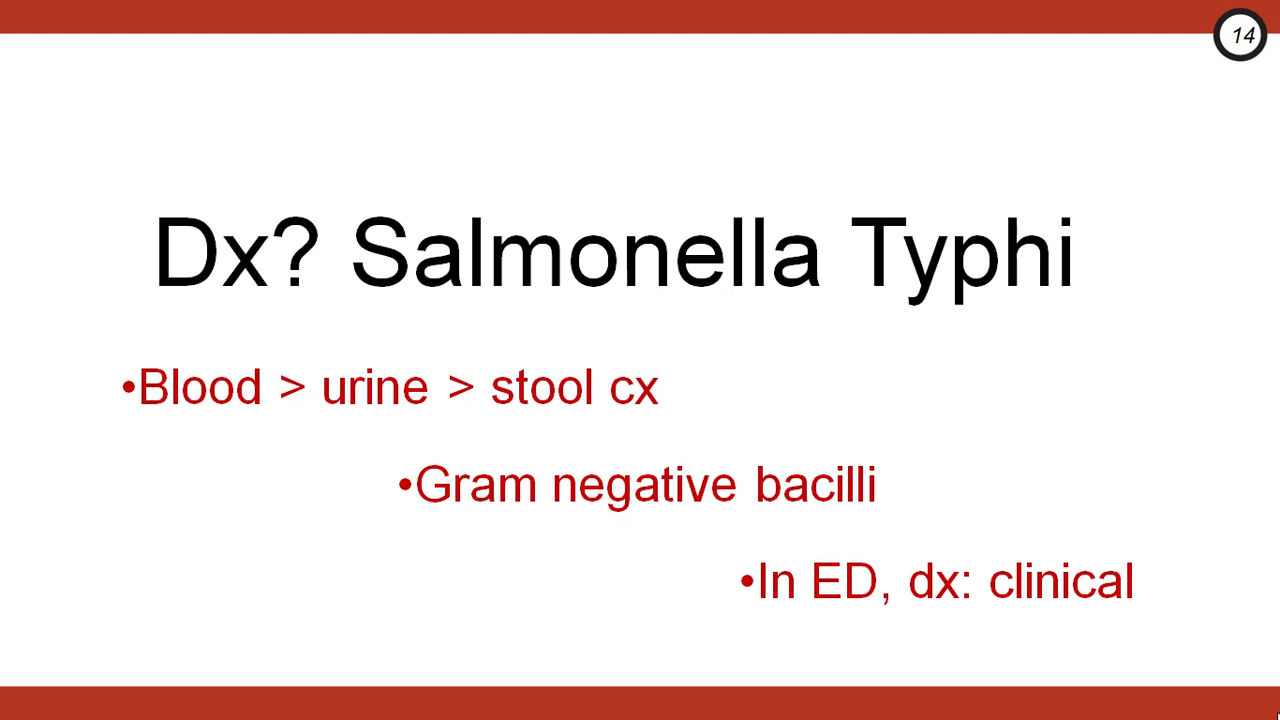 14
Dx? Salmonella Typhi
•Blood > urine > stool cx
•Gram negative bacilli
•In ED, dx: clinical